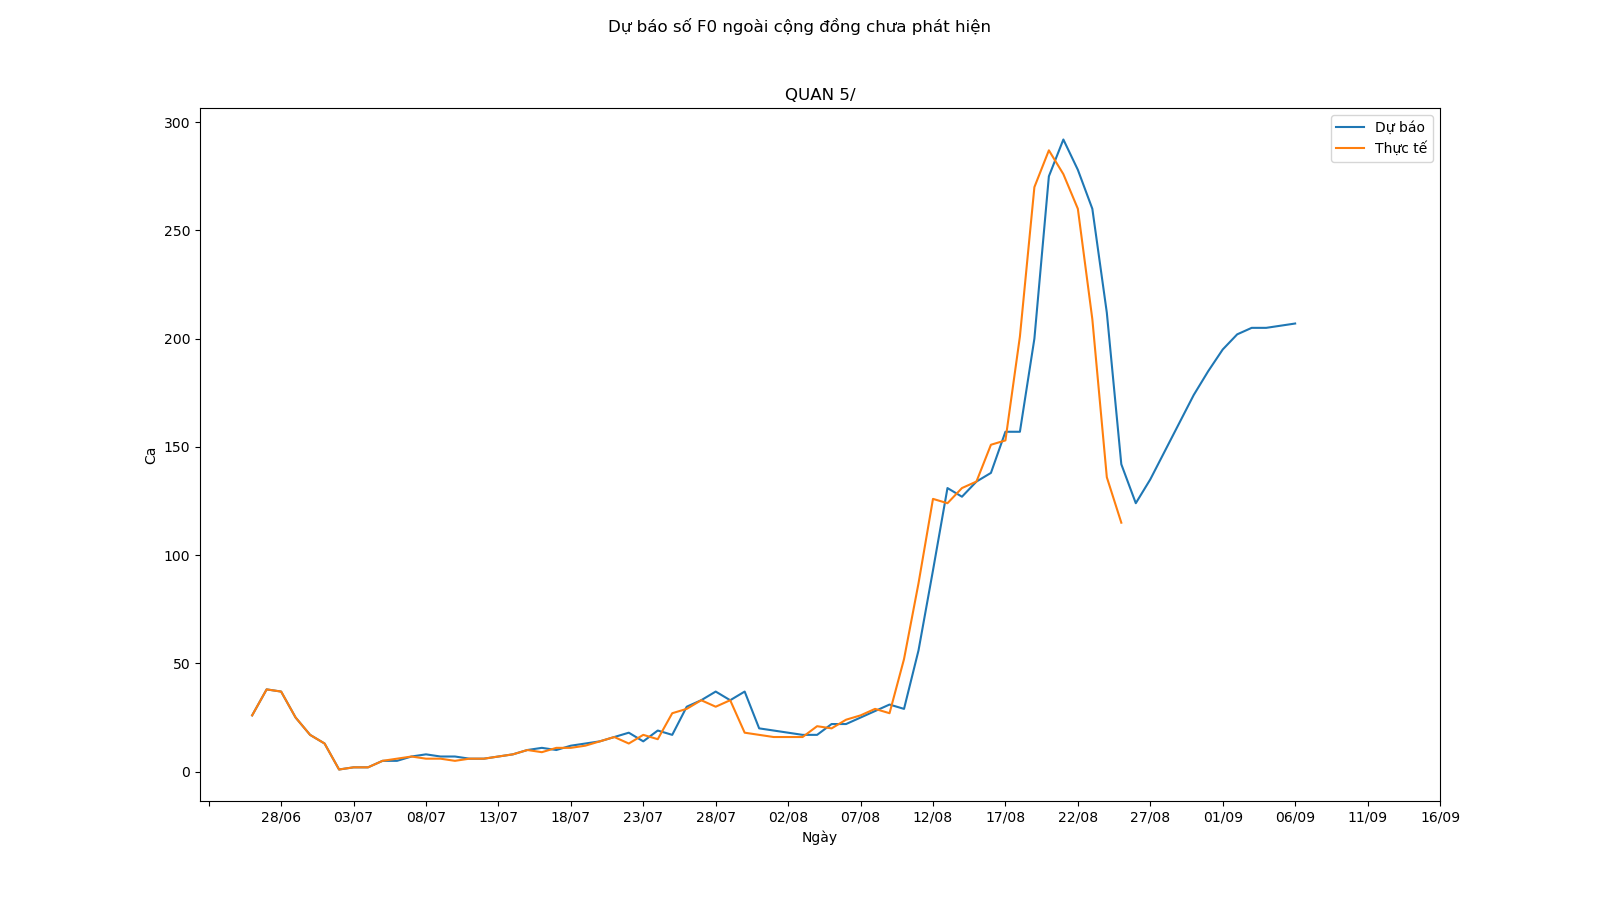 Dự báo số F0 ngoài cộng đồng chưa phát hiện
QUAN 5/
Dự báo
Thực tế
300
250
200
150
100
50
0
Ca
28/06 03/07 08/07 13/07 18/07 23/07 28/07 02/08 07/08 12/08 17/08 22/08 27/08 01/09 06/09 11/09 16/09
Ngày